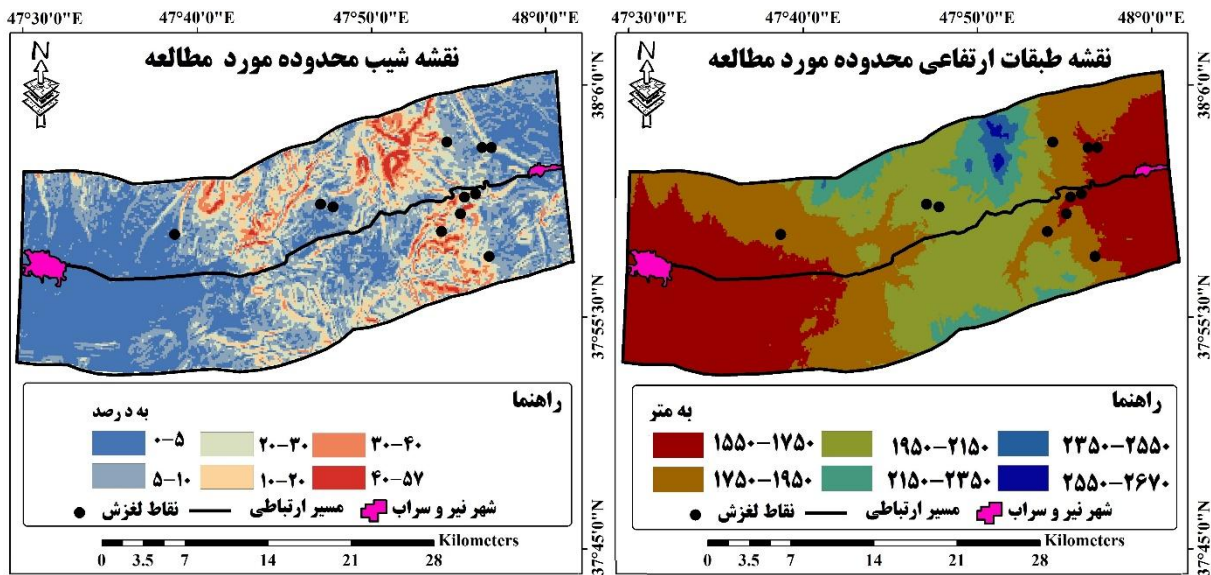 47°30'0"E 47°40'0"E 47°50'0"E 48°0'0"E
N
نقشه شیب محدوده مورد مطالعه
راهنما
به درصد
۰-۵ ۲۰-۳۰ ۳۰-۴۰
۵-۱۰ ۱۰-۲۰ ۴۰-۵۷
نقاط لغزش مسیر ارتباطی شهر نیر و سراب
Kilometers
0 3.5 7 14 21 28
38°6'0"N
37°55'30"N
37°45'0"N
47°30'0"E 47°40'0"E 47°50'0"E 48°0'0"E
N
نقشه طبقات ارتفاعی محدوده مورد مطالعه
راهنما
به متر
۱۵۵۰-۱۷۵۰ ۱۹۵۰-۲۱۵۰ ۲۳۵۰-۲۵۵۰
۱۷۵۰-۱۹۵۰ ۲۱۵۰-۲۳۵۰ ۲۵۵۰-۲۶۷۰
نقاط لغزش مسیر ارتباطی شهر نیر و سراب
Kilometers
0 3.5 7 14 21 28
38°6'0"N
37°55'30"N
37°45'0"N